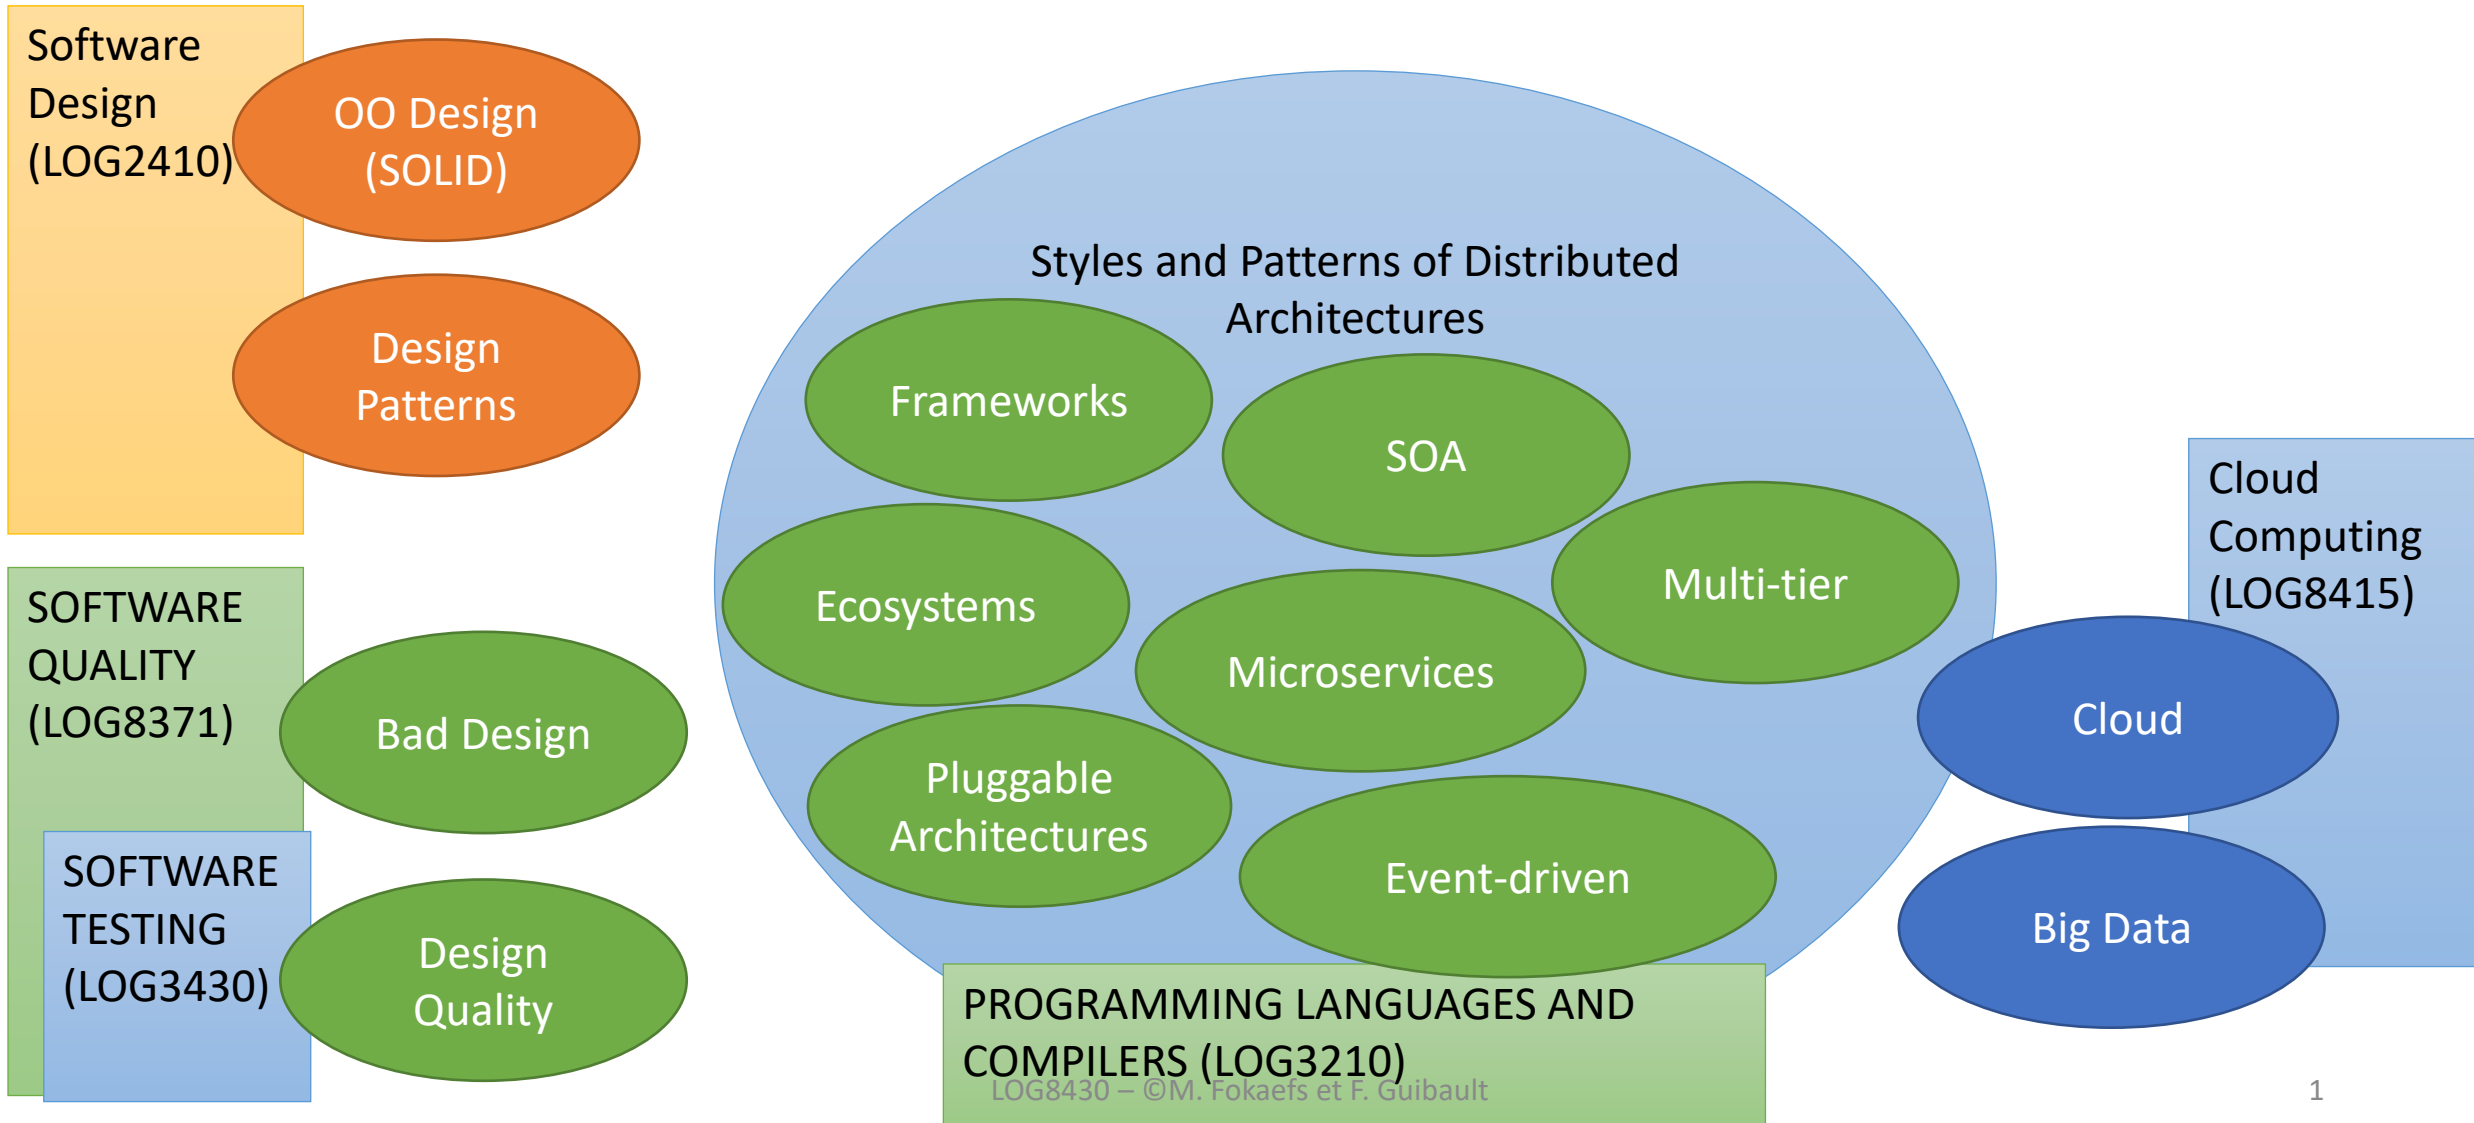 Software
Design
(LOG2410)
OO Design
(SOLID)
Design
Patterns
SOFTWARE
QUALITY
(LOG8371)
Bad Design
SOFTWARE
TESTING
(LOG3430)
Design
Quality
Styles and Patterns of Distributed
Architectures
Frameworks
SOA
Ecosystems
Multi-tier
Microservices
Pluggable
Architectures
Event-driven
PROGRAMMING LANGUAGES AND
COMPILERS (LOG3210)
Cloud
Computing
(LOG8415)
Cloud
Big Data
LOG8430 – ©M. Fokaefs et F. Guibault
1